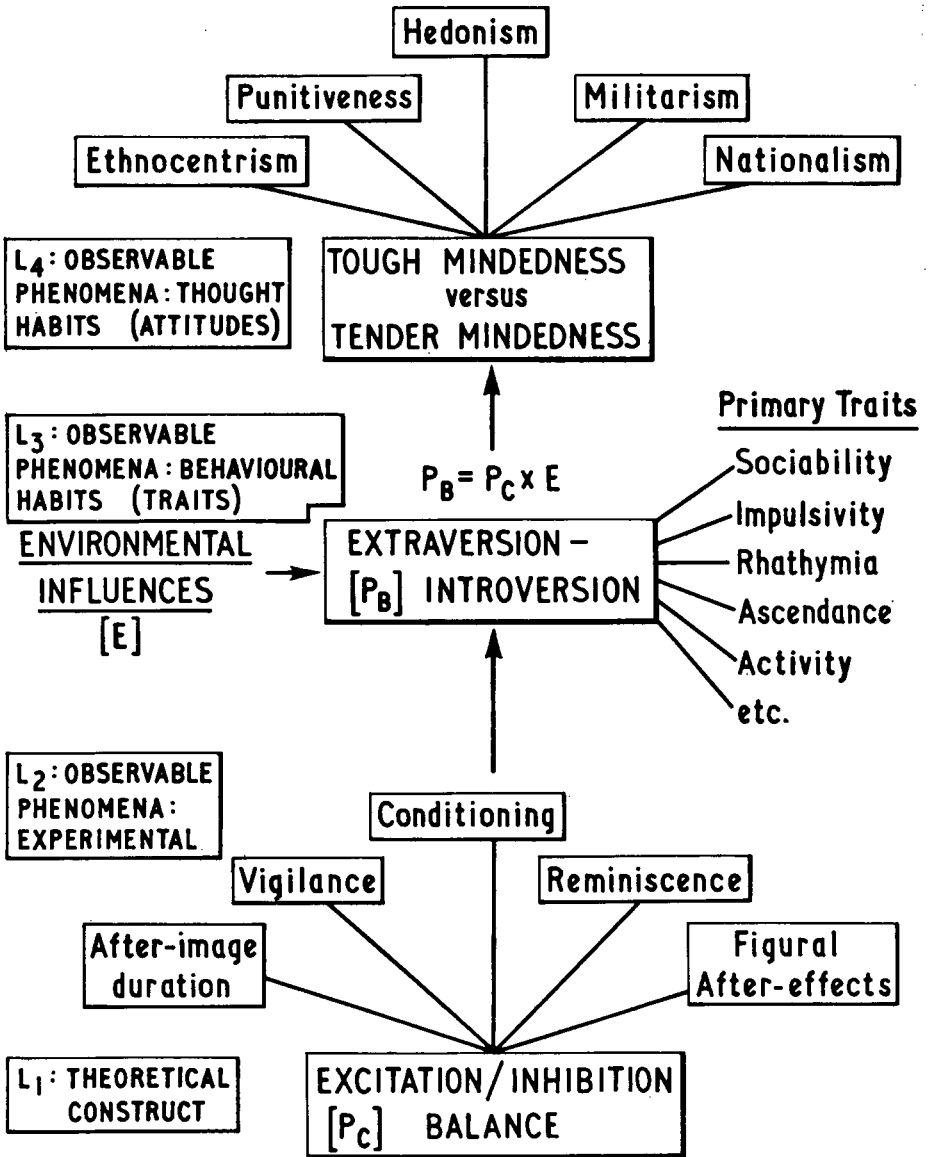 Hedonism
Punitiveness
Militarism
Ethnocentrism
Nationalism
L4: OBSERVABLE
PHENOMENA: THOUGHT
HABITS (ATTITUDES)
TOUGH MINDEDNESS
versus
TENDER MINDEDNESS
L3: OBSERVABLE
PHENOMENA: BEHAVIOURAL
HABITS (TRAITS)
PB = PC x E
Primary Traits
Sociability
Impulsivity
Rhathymia
Ascendance
Activity
etc.
ENVIRONMENTAL
INFLUENCES
[E]
EXTRAVERSION –
[PB] INTROVERSION
L2: OBSERVABLE
PHENOMENA:
EXPERIMENTAL
Conditioning
Vigilance
Reminiscence
After-image
duration
Figural
After-effects
L1: THEORETICAL
CONSTRUCT
EXCITATION/INHIBITION
[PC] BALANCE